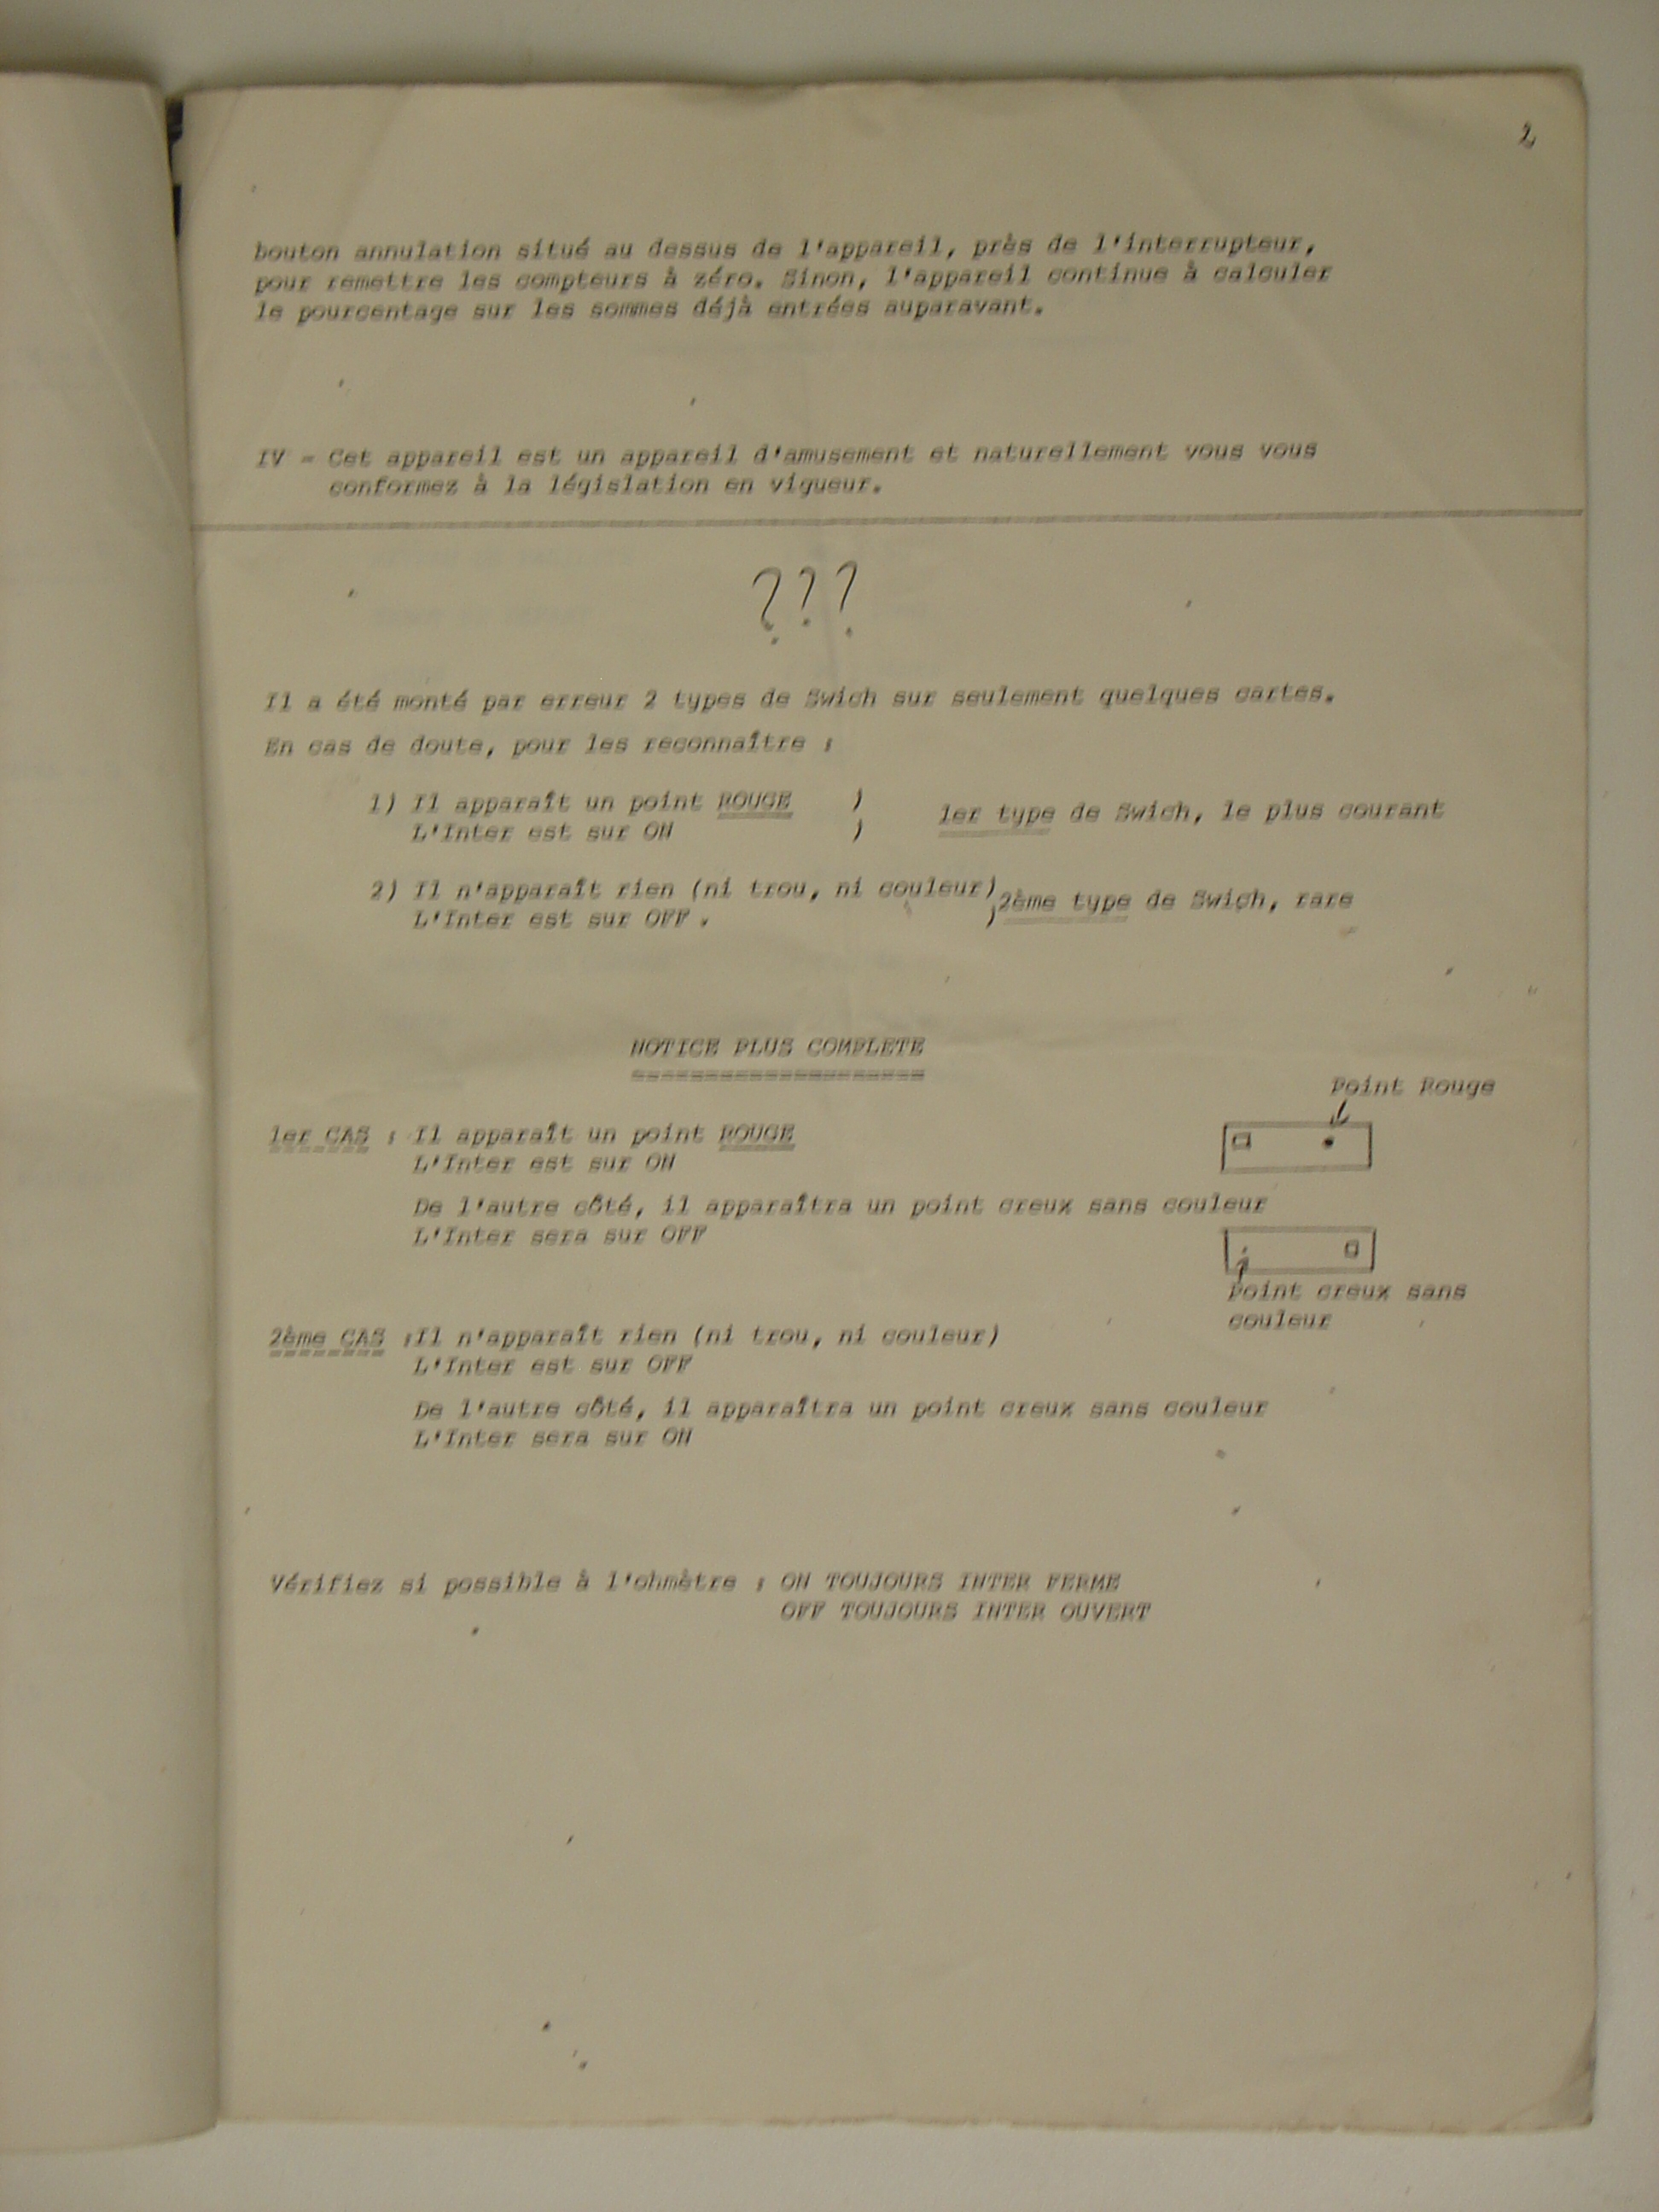 2
bouton annulation situé au dessus de l'appareil, près de l'interrupteur,
pour remettre les compteurs à zéro. Sinon, l'appareil continue à calculer
le pourcentage sur les sommes déjà entrées auparavant.
IV - Cet appareil est un appareil d'amusement et naturellement vous vous
conformez à la législation en vigueur.
???
Il a été monté par erreur 2 types de Swich sur seulement quelques cartes.
En cas de doute, pour les reconnaître :
1) Il apparaît un point ROUGE )
L'Inter est sur ON ) 1er type de Swich, le plus courant
2) Il n'apparaît rien (ni trou, ni couleur)
L'Inter est sur OFF . ) 2ème type de Swich, rare
NOTICE PLUS COMPLETE
====================
Point Rouge
1er CAS : Il apparaît un point ROUGE
L'Inter est sur ON
De l'autre côté, il apparaîtra un point creux sans couleur
L'Inter sera sur OFF
Point creux sans
couleur
2ème CAS :Il n'apparaît rien (ni trou, ni couleur)
L'Inter est sur OFF
De l'autre côté, il apparaîtra un point creux sans couleur
L'Inter sera sur ON
Vérifiez si possible à l'ohmètre : ON TOUJOURS INTER FERME
OFF TOUJOURS INTER OUVERT